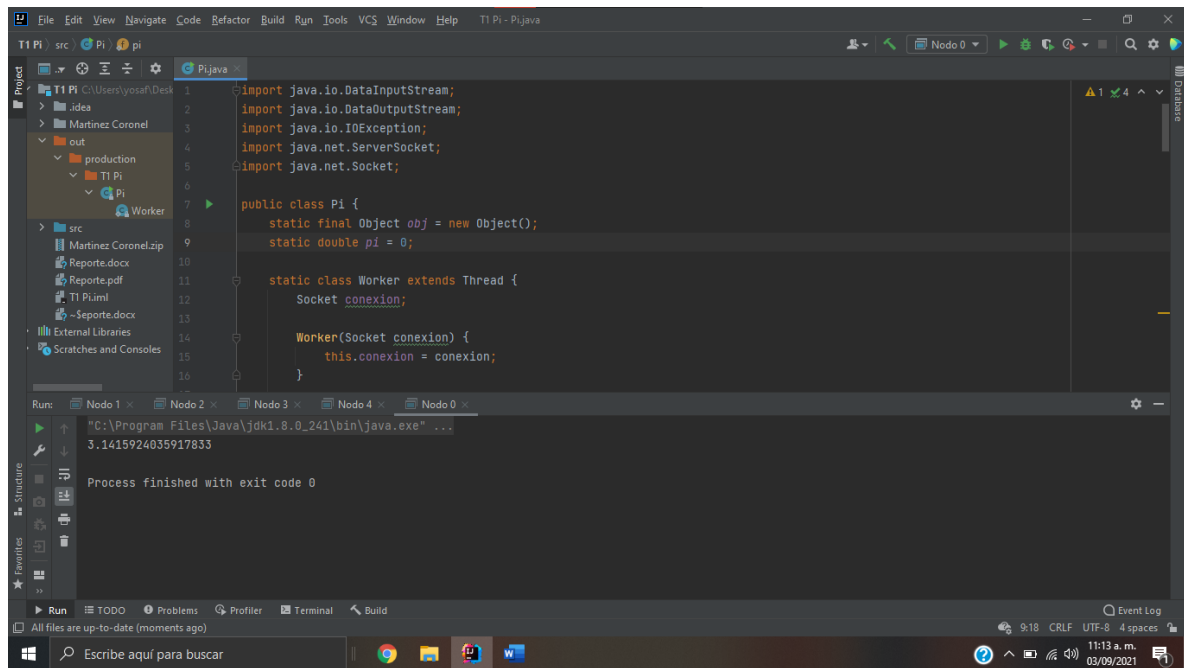 File Edit View Navigate Code Refactor Build Run Tools VCS Window Help T1 Pi - Pi.java
T1 Pi src Pi pi
Nodo 0
Project
Pi.java
T1 Pi C:\Users\yosaf\Desk
.idea
Martinez Coronel
out
production
T1 Pi
Pi
Worker
src
Martinez Coronel.zip
Reporte.docx
Reporte.pdf
T1 Pi.iml
~$eporte.docx
External Libraries
Scratches and Consoles
1 import java.io.DataInputStream;
2 import java.io.DataOutputStream;
3 import java.io.IOException;
4 import java.net.ServerSocket;
5 import java.net.Socket;
6
7 public class Pi {
8 static final Object obj = new Object();
9 static double pi = 0;
10
11 static class Worker extends Thread {
12 Socket conexion;
13
14 Worker(Socket conexion) {
15 this.conexion = conexion;
16 }
1 4
Database
Run: Nodo 1 Nodo 2 Nodo 3 Nodo 4 Nodo 0
"C:\Program Files\Java\jdk1.8.0_241\bin\java.exe" ...
3.1415924035917833
Process finished with exit code 0
Structure
Favorites
Run TODO Problems Profiler Terminal Build Event Log
All files are up-to-date (moments ago) 9:18 CRLF UTF-8 4 spaces
Escribe aquí para buscar
11:13 a. m.
03/09/2021
1